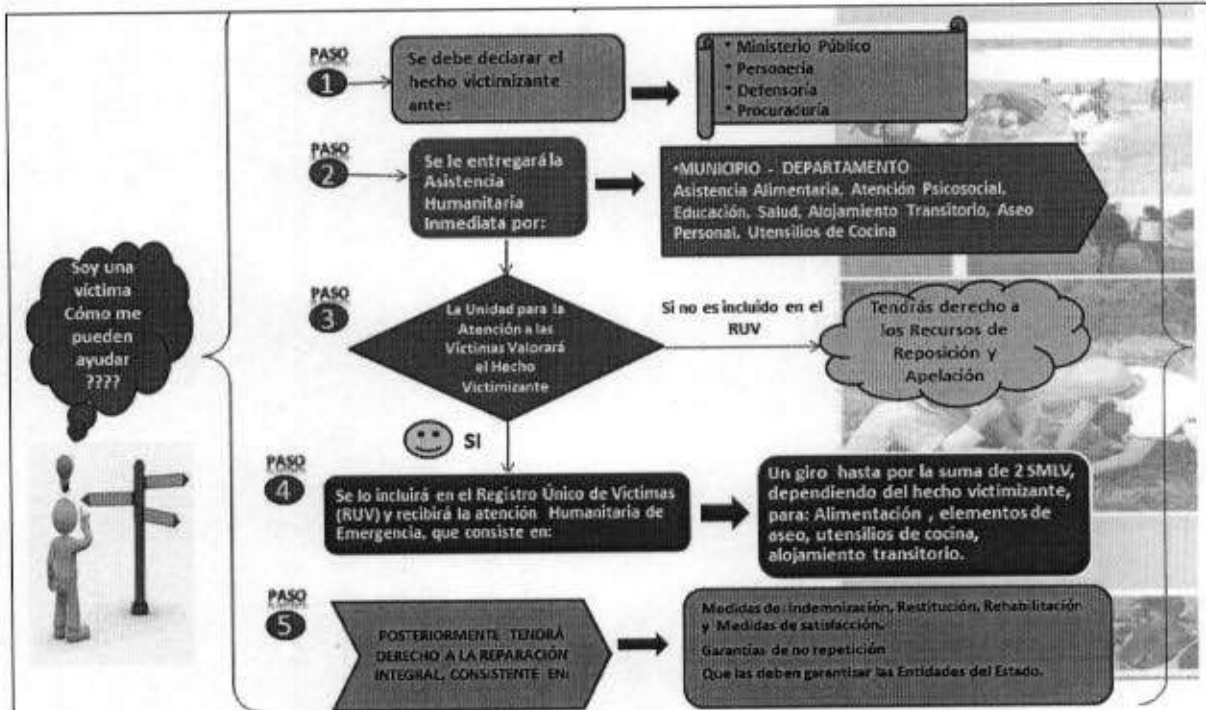 Soy una
víctima
Cómo me
pueden
ayudar
????
PASO
1
Se debe declarar el
hecho victimizante
ante:
* Ministerio Público
* Personería
* Defensoría
* Procuraduría
PASO
2
Se le entregará la
Asistencia
Humanitaria
Inmediata por:
•MUNICIPIO - DEPARTAMENTO
Asistencia Alimentaria, Atención Psicosocial,
Educación, Salud, Alojamiento Transitorio, Aseo
Personal, Utensilios de Cocina
PASO
3
La Unidad para la
Atención a las
Víctimas Valorará
el Hecho
Victimizante
Si no es incluido en el
RUV
Tendrás derecho a
los Recursos de
Reposición y
Apelación
SI
PASO
4
Se lo incluirá en el Registro Único de Víctimas
(RUV) y recibirá la atención Humanitaria de
Emergencia, que consiste en:
Un giro hasta por la suma de 2 SMLV,
dependiendo del hecho victimizante,
para: Alimentación , elementos de
aseo, utensilios de cocina,
alojamiento transitorio.
PASO
5
POSTERIORMENTE TENDRÁ
DERECHO A LA REPARACIÓN
INTEGRAL, CONSISTENTE EN:
Medidas de: Indemnización, Restitución, Rehabilitación
y Medidas de satisfacción.
Garantías de no repetición
Que las deben garantizar las Entidades del Estado.